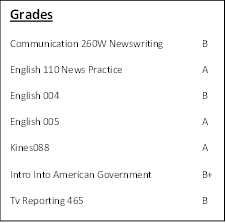 Grades
Communication 260W Newswriting B
English 110 News Practice A
English 004 B
English 005 A
Kines088 A
Intro Into American Government B+
Tv Reporting 465 B